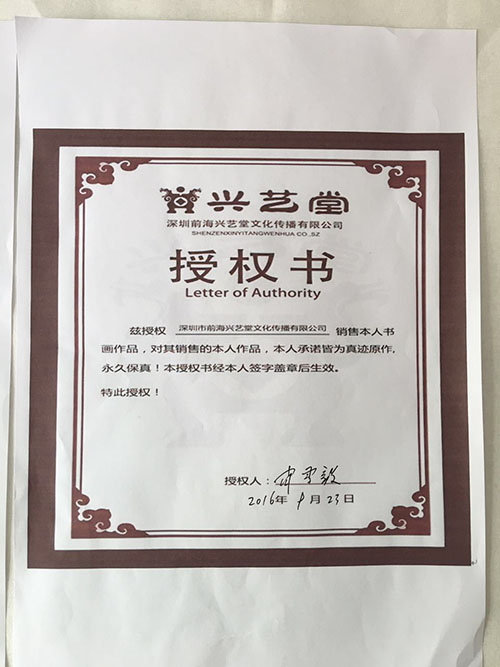 兴艺堂
深圳前海兴艺堂文化传播有限公司
SHENZENXINYITANGWENHUA CO.,SZ
授权书
Letter of Authority
兹授权 深圳市前海兴艺堂文化传播有限公司 销售本人书
画作品，对其销售的本人作品，本人承诺皆为真迹原作,
永久保真！本授权书经本人签字盖章后生效。
特此授权！
授权人：
2016年 9月23日